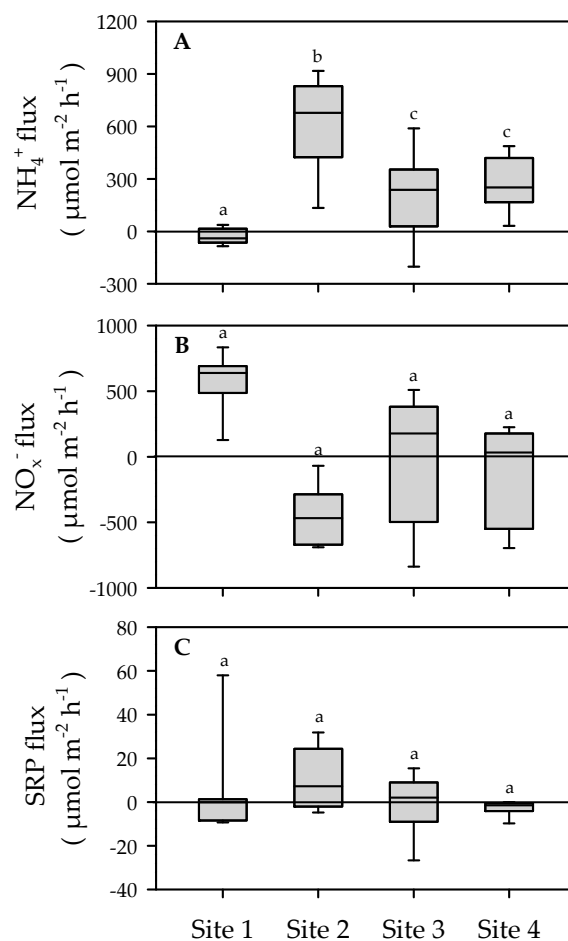 A
NH₄⁺ flux
( µmol m⁻² h⁻¹ )
1200
900
600
300
0
-300
a
b
c
c
B
NOₓ⁻ flux
( µmol m⁻² h⁻¹ )
1000
500
0
-500
-1000
a
a
a
a
C
SRP flux
( µmol m⁻² h⁻¹ )
80
60
40
20
0
-20
-40
a
a
a
a
Site 1 Site 2 Site 3 Site 4